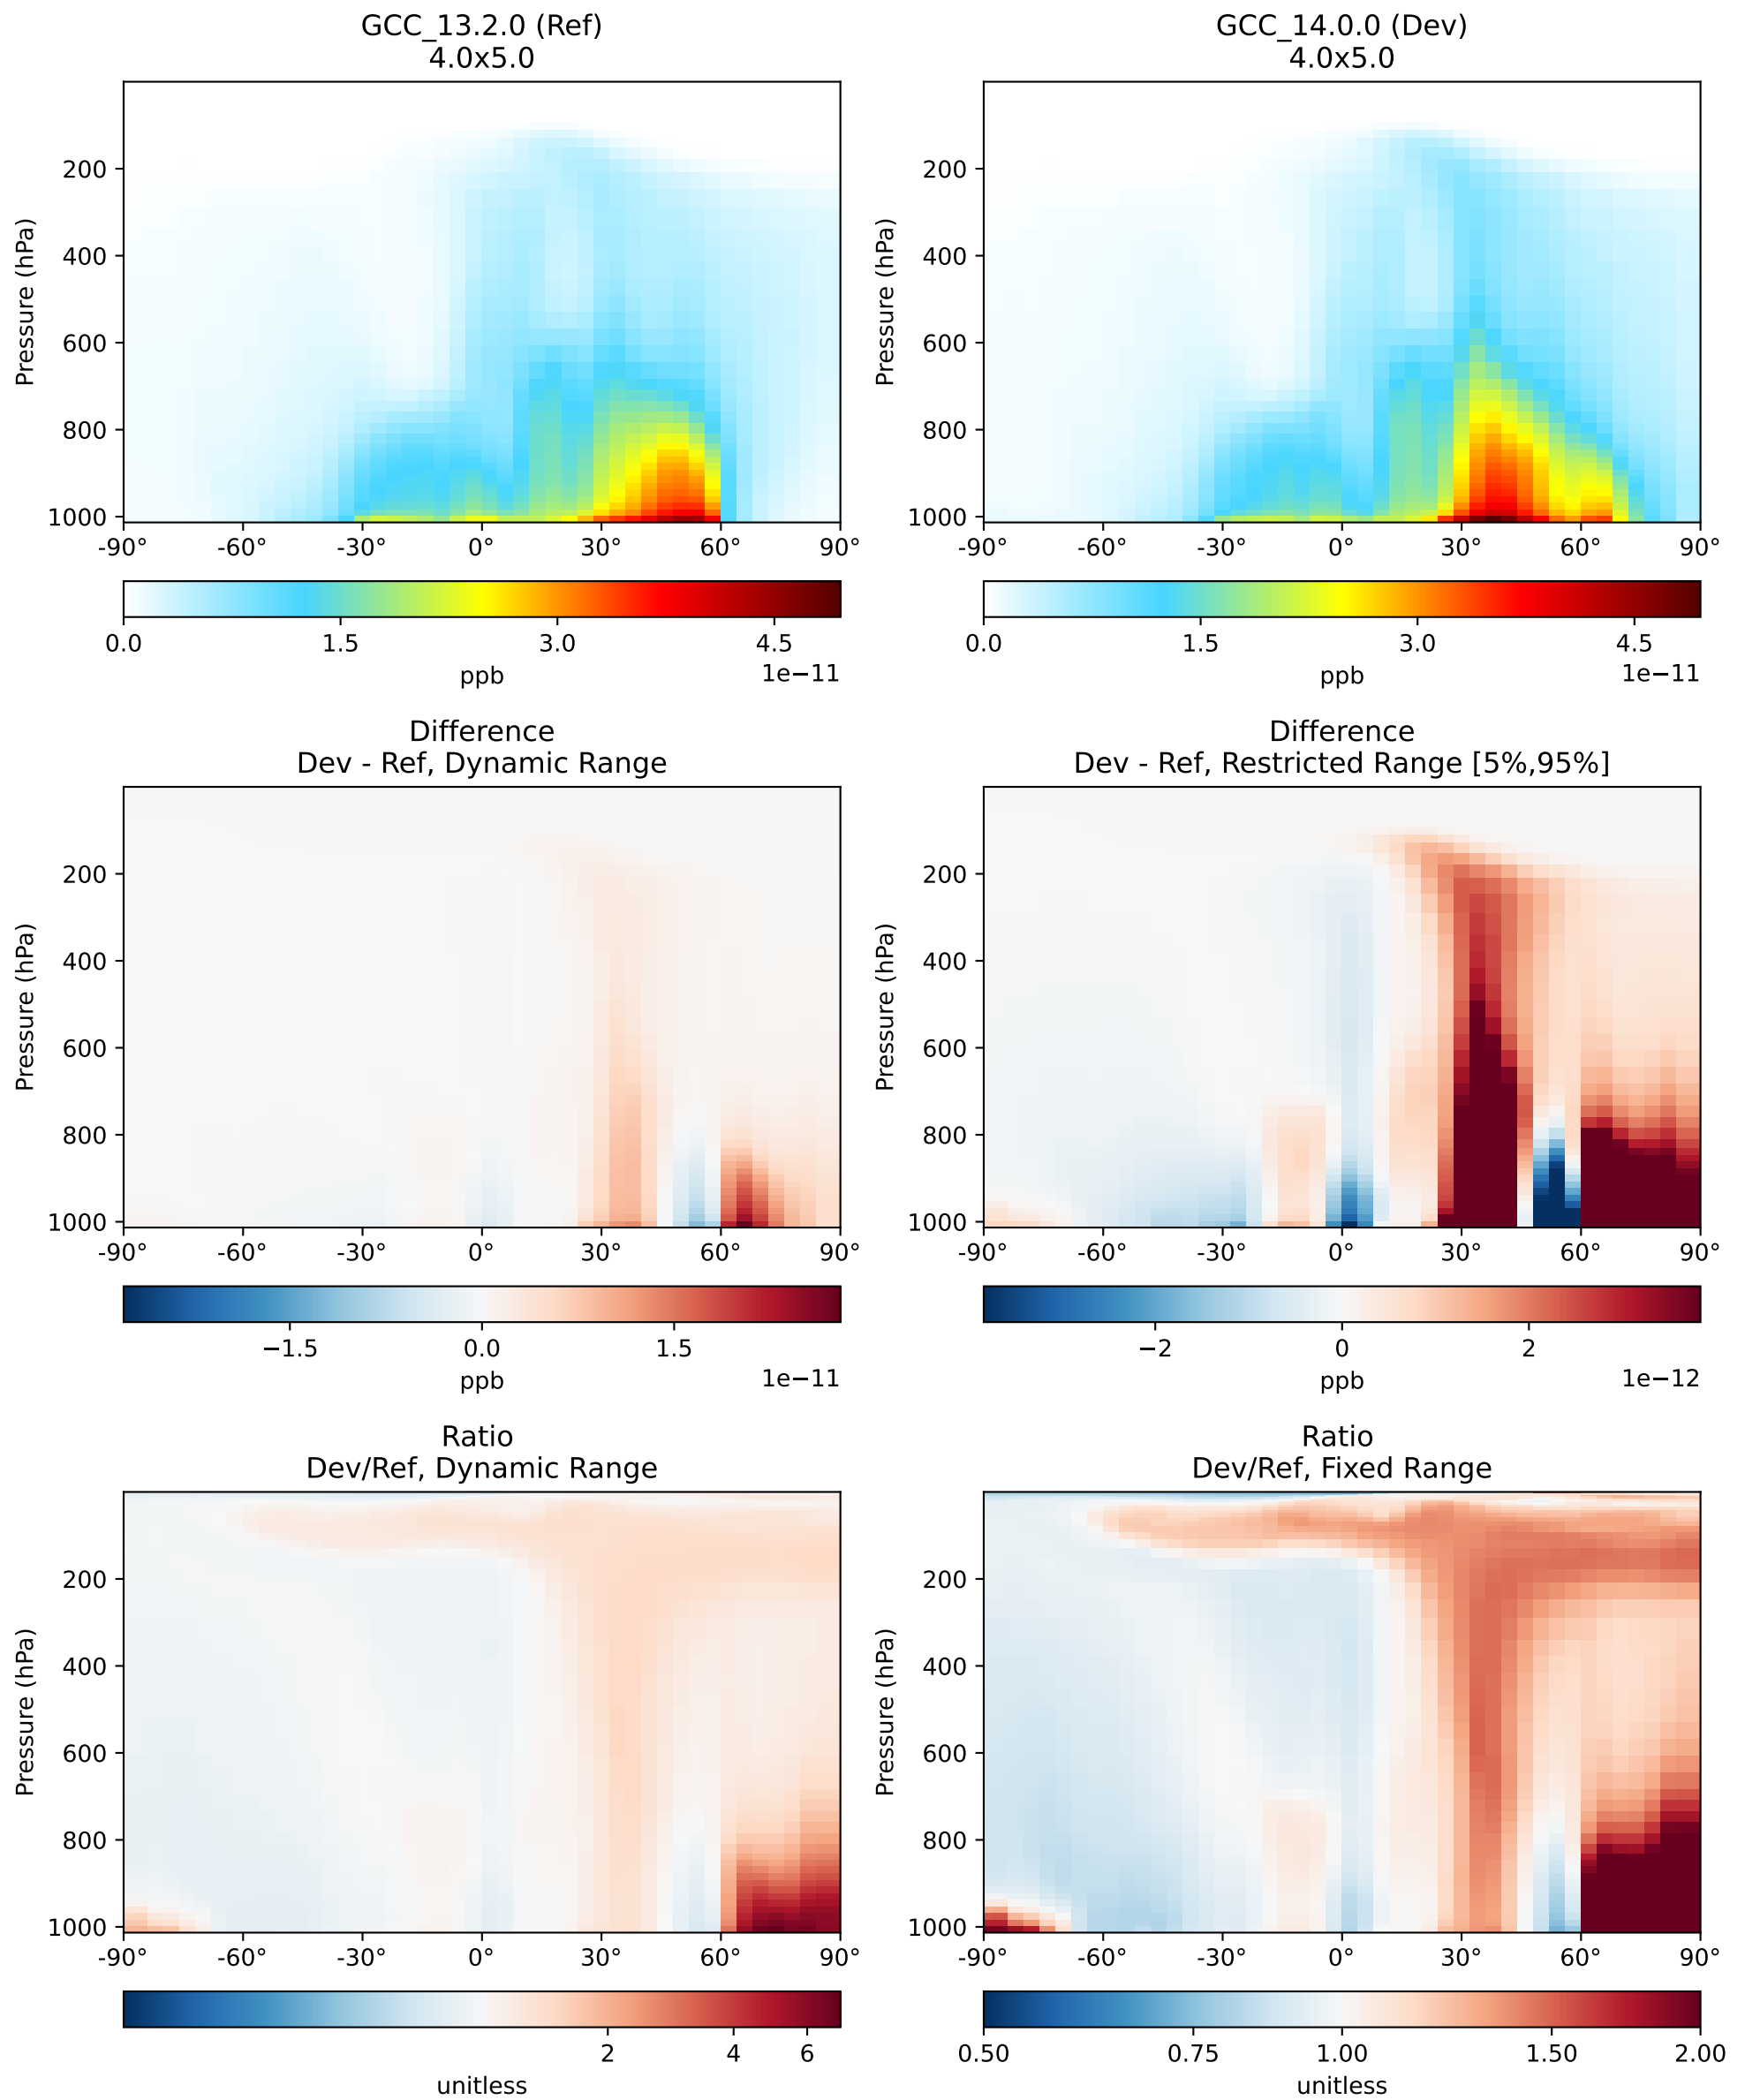 GCC_13.2.0 (Ref)
4.0x5.0
Pressure (hPa)
200
400
600
800
1000
-90° -60° -30° 0° 30° 60° 90°
0.0 1.5 3.0 4.5
1e−11
ppb
GCC_14.0.0 (Dev)
4.0x5.0
Pressure (hPa)
200
400
600
800
1000
-90° -60° -30° 0° 30° 60° 90°
0.0 1.5 3.0 4.5
1e−11
ppb
Difference
Dev - Ref, Dynamic Range
Pressure (hPa)
200
400
600
800
1000
-90° -60° -30° 0° 30° 60° 90°
−1.5 0.0 1.5
1e−11
ppb
Difference
Dev - Ref, Restricted Range [5%,95%]
Pressure (hPa)
200
400
600
800
1000
-90° -60° -30° 0° 30° 60° 90°
−2 0 2
1e−12
ppb
Ratio
Dev/Ref, Dynamic Range
Pressure (hPa)
200
400
600
800
1000
-90° -60° -30° 0° 30° 60° 90°
2 4 6
unitless
Ratio
Dev/Ref, Fixed Range
Pressure (hPa)
200
400
600
800
1000
-90° -60° -30° 0° 30° 60° 90°
0.50 0.75 1.00 1.50 2.00
unitless